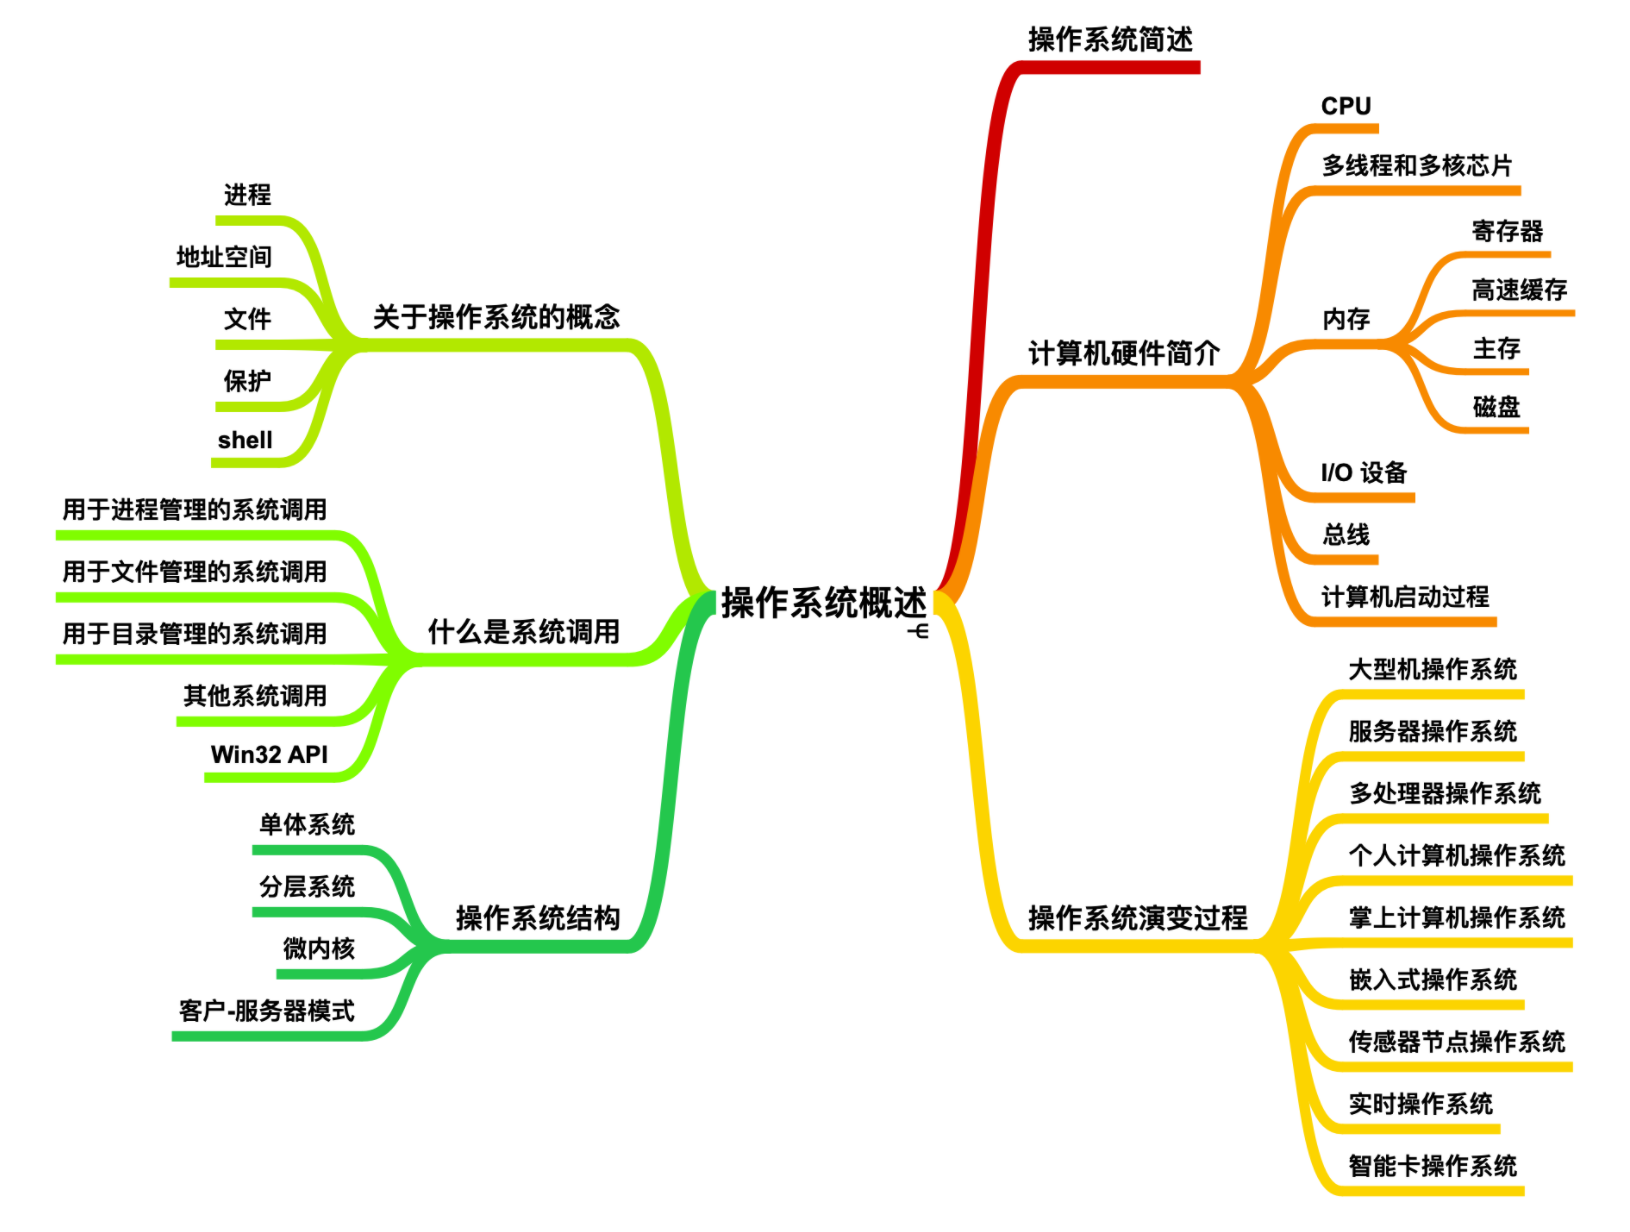 操作系统概述
操作系统简述
计算机硬件简介
CPU
多线程和多核芯片
内存
寄存器
高速缓存
主存
磁盘
I/O 设备
总线
计算机启动过程
操作系统演变过程
大型机操作系统
服务器操作系统
多处理器操作系统
个人计算机操作系统
掌上计算机操作系统
嵌入式操作系统
传感器节点操作系统
实时操作系统
智能卡操作系统
关于操作系统的概念
进程
地址空间
文件
保护
shell
什么是系统调用
用于进程管理的系统调用
用于文件管理的系统调用
用于目录管理的系统调用
其他系统调用
Win32 API
操作系统结构
单体系统
分层系统
微内核
客户-服务器模式